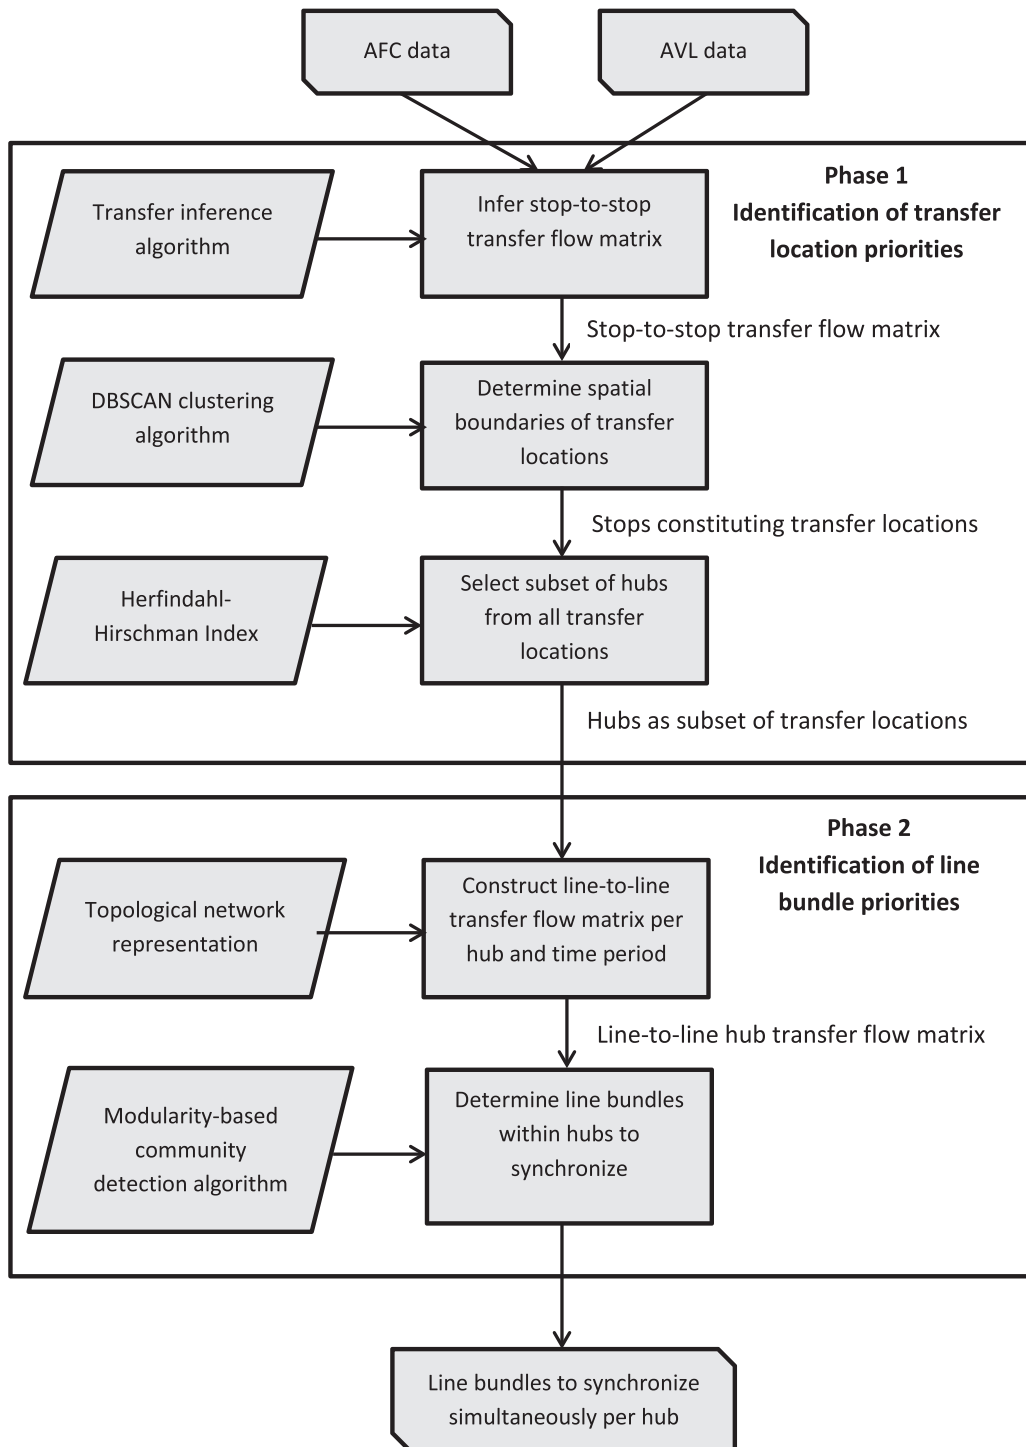 AFC data
AVL data
Phase 1
Identification of transfer
location priorities
Transfer inference
algorithm
Infer stop-to-stop
transfer flow matrix
Stop-to-stop transfer flow matrix
DBSCAN clustering
algorithm
Determine spatial
boundaries of transfer
locations
Stops constituting transfer locations
Herfindahl-
Hirschman Index
Select subset of hubs
from all transfer
locations
Hubs as subset of transfer locations
Phase 2
Identification of line
bundle priorities
Topological network
representation
Construct line-to-line
transfer flow matrix per
hub and time period
Line-to-line hub transfer flow matrix
Modularity-based
community
detection algorithm
Determine line bundles
within hubs to
synchronize
Line bundles to synchronize
simultaneously per hub